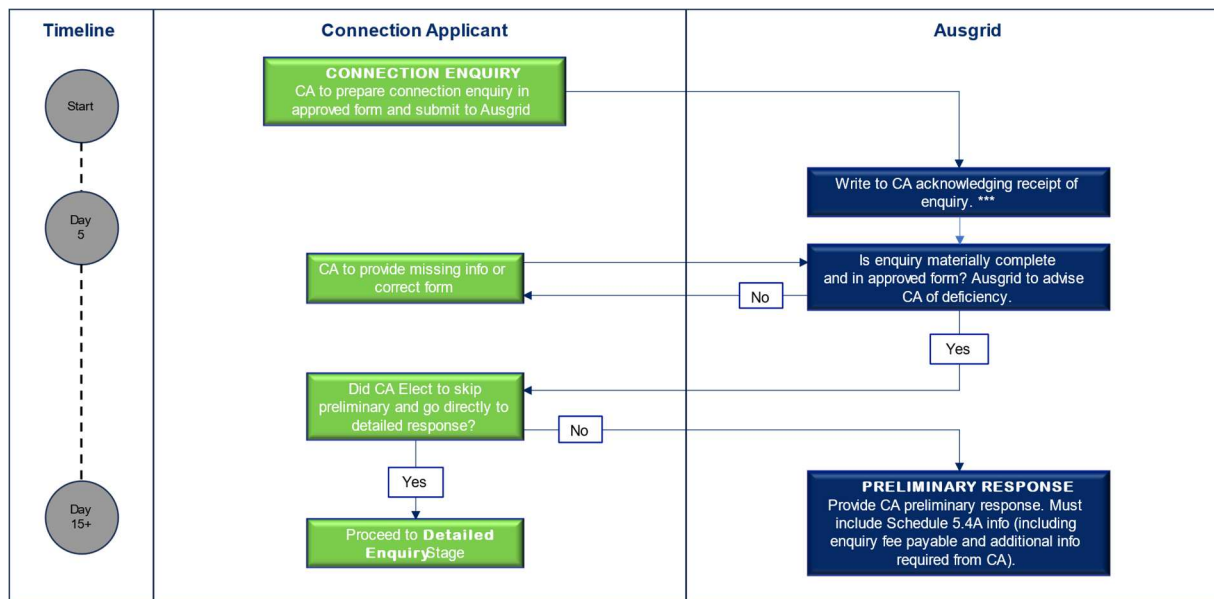 Timeline
Connection Applicant
Ausgrid
Start
CONNECTION ENQUIRY
CA to prepare connection enquiry in
approved form and submit to Ausgrid
Write to CA acknowledging receipt of
enquiry. ***
Day
5
CA to provide missing info or
correct form
Is enquiry materially complete
and in approved form? Ausgrid to advise
CA of deficiency.
No
Yes
Did CA Elect to skip
preliminary and go directly to
detailed response?
No
Yes
Day
15+
Proceed to Detailed
EnquiryStage
PRELIMINARY RESPONSE
Provide CA preliminary response. Must
include Schedule 5.4A info (including
enquiry fee payable and additional info
required from CA).